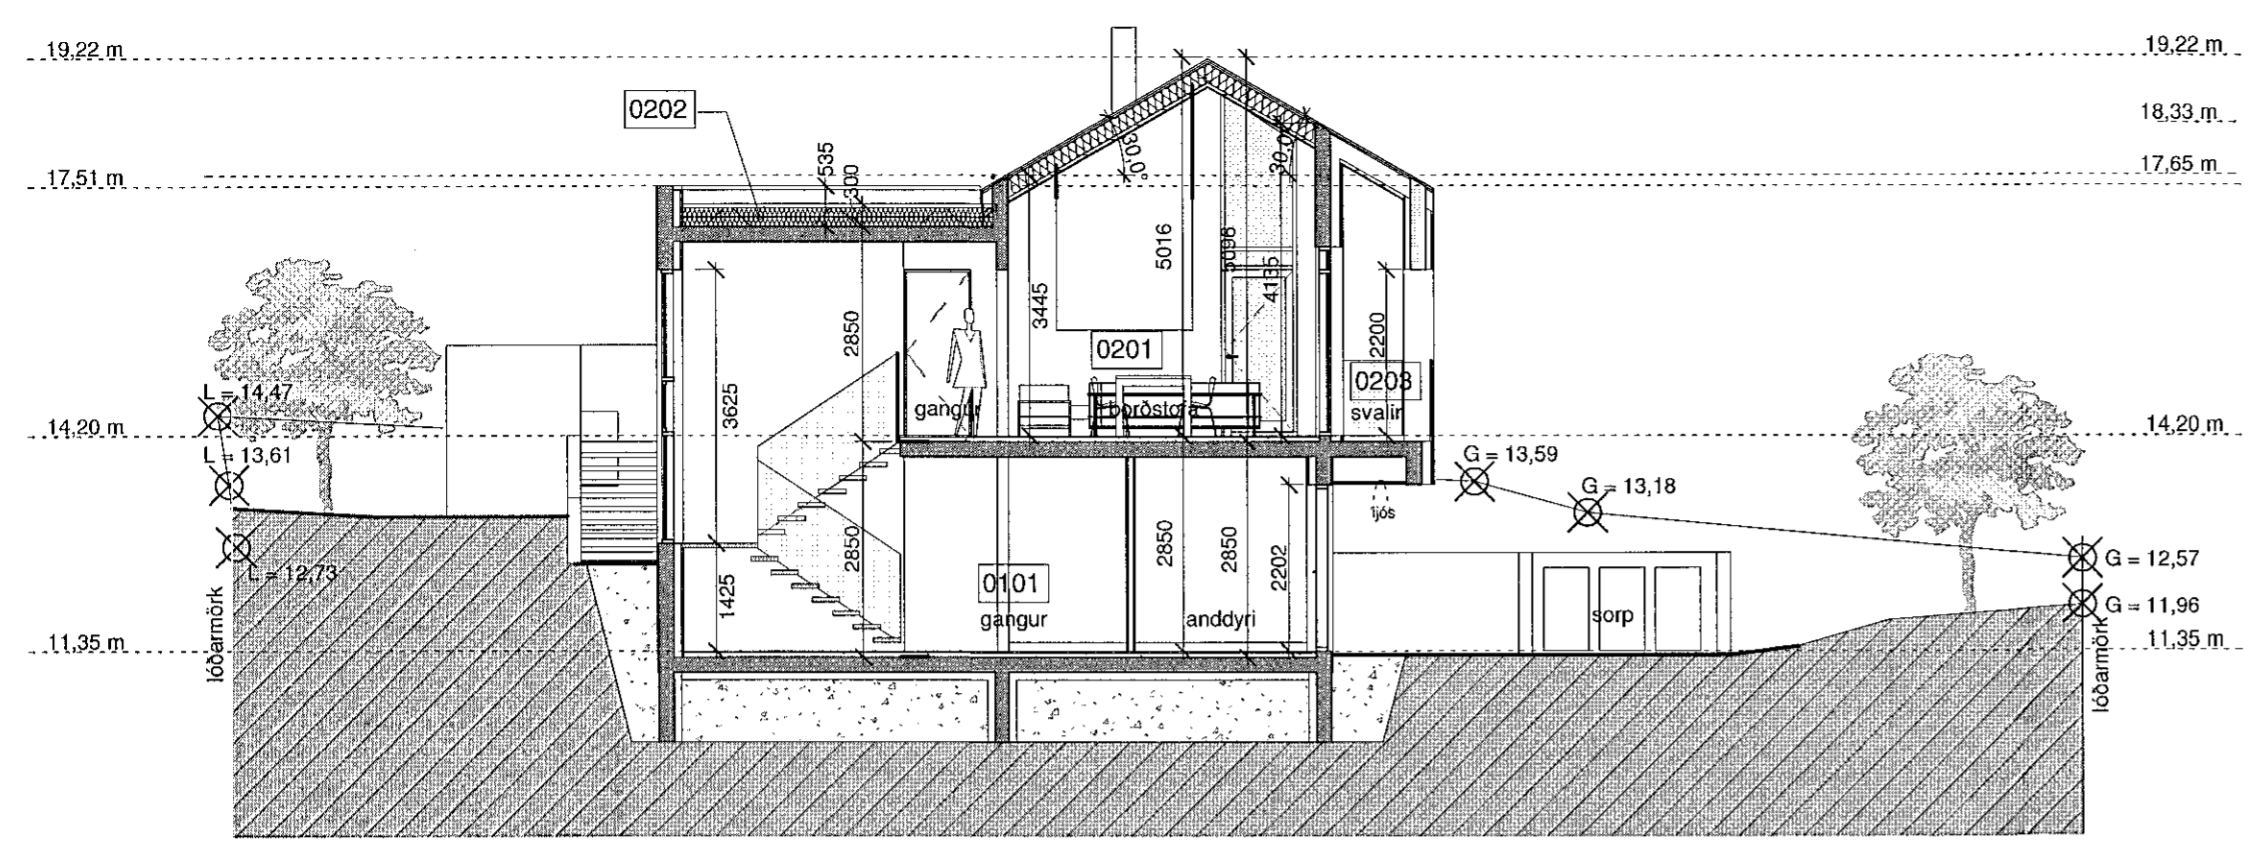 19,22 m
19,22 m
0202
18,33 m
17,51 m
17,65 m
535
300
30,0°
30,0°
5016
5098
4135
3445
2850
3625
2200
0201
0203
svalir
gangur
borðstofa
L = 14,47
14,20 m
14,20 m
L = 13,61
G = 13,59
G = 13,18
ljós
L = 12,73
G = 12,57
2850
2850
2850
2202
1425
0101
gangur
anddyri
sorp
G = 11,96
11,35 m
11,35 m
lóðarmörk
lóðarmörk